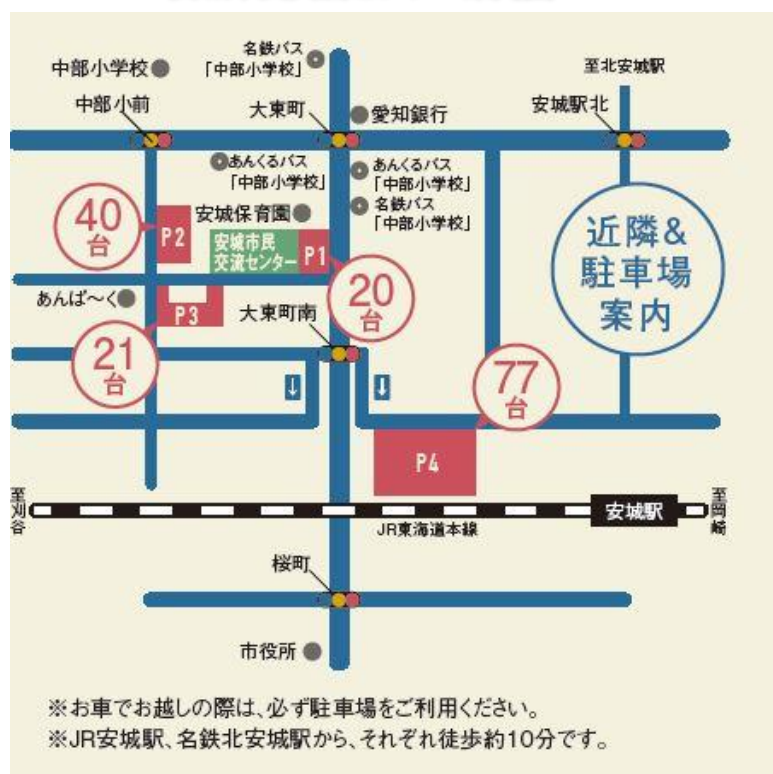 名鉄バス
「中部小学校」
中部小学校
至北安城駅
中部小前
大東町
愛知銀行
安城駅北
あんくるバス
「中部小学校」
あんくるバス
「中部小学校」
名鉄バス
「中部小学校」
40
台
P2
安城保育園
安城市民
交流センター
P1
近隣&
駐車場
案内
20
台
あんぱ〜く
P3
大東町南
21
台
↓
↓
77
台
P4
至刈谷
安城駅
至岡崎
JR東海道本線
桜町
市役所
※お車でお越しの際は、必ず駐車場をご利用ください。
※JR安城駅、名鉄北安城駅から、それぞれ徒歩約10分です。